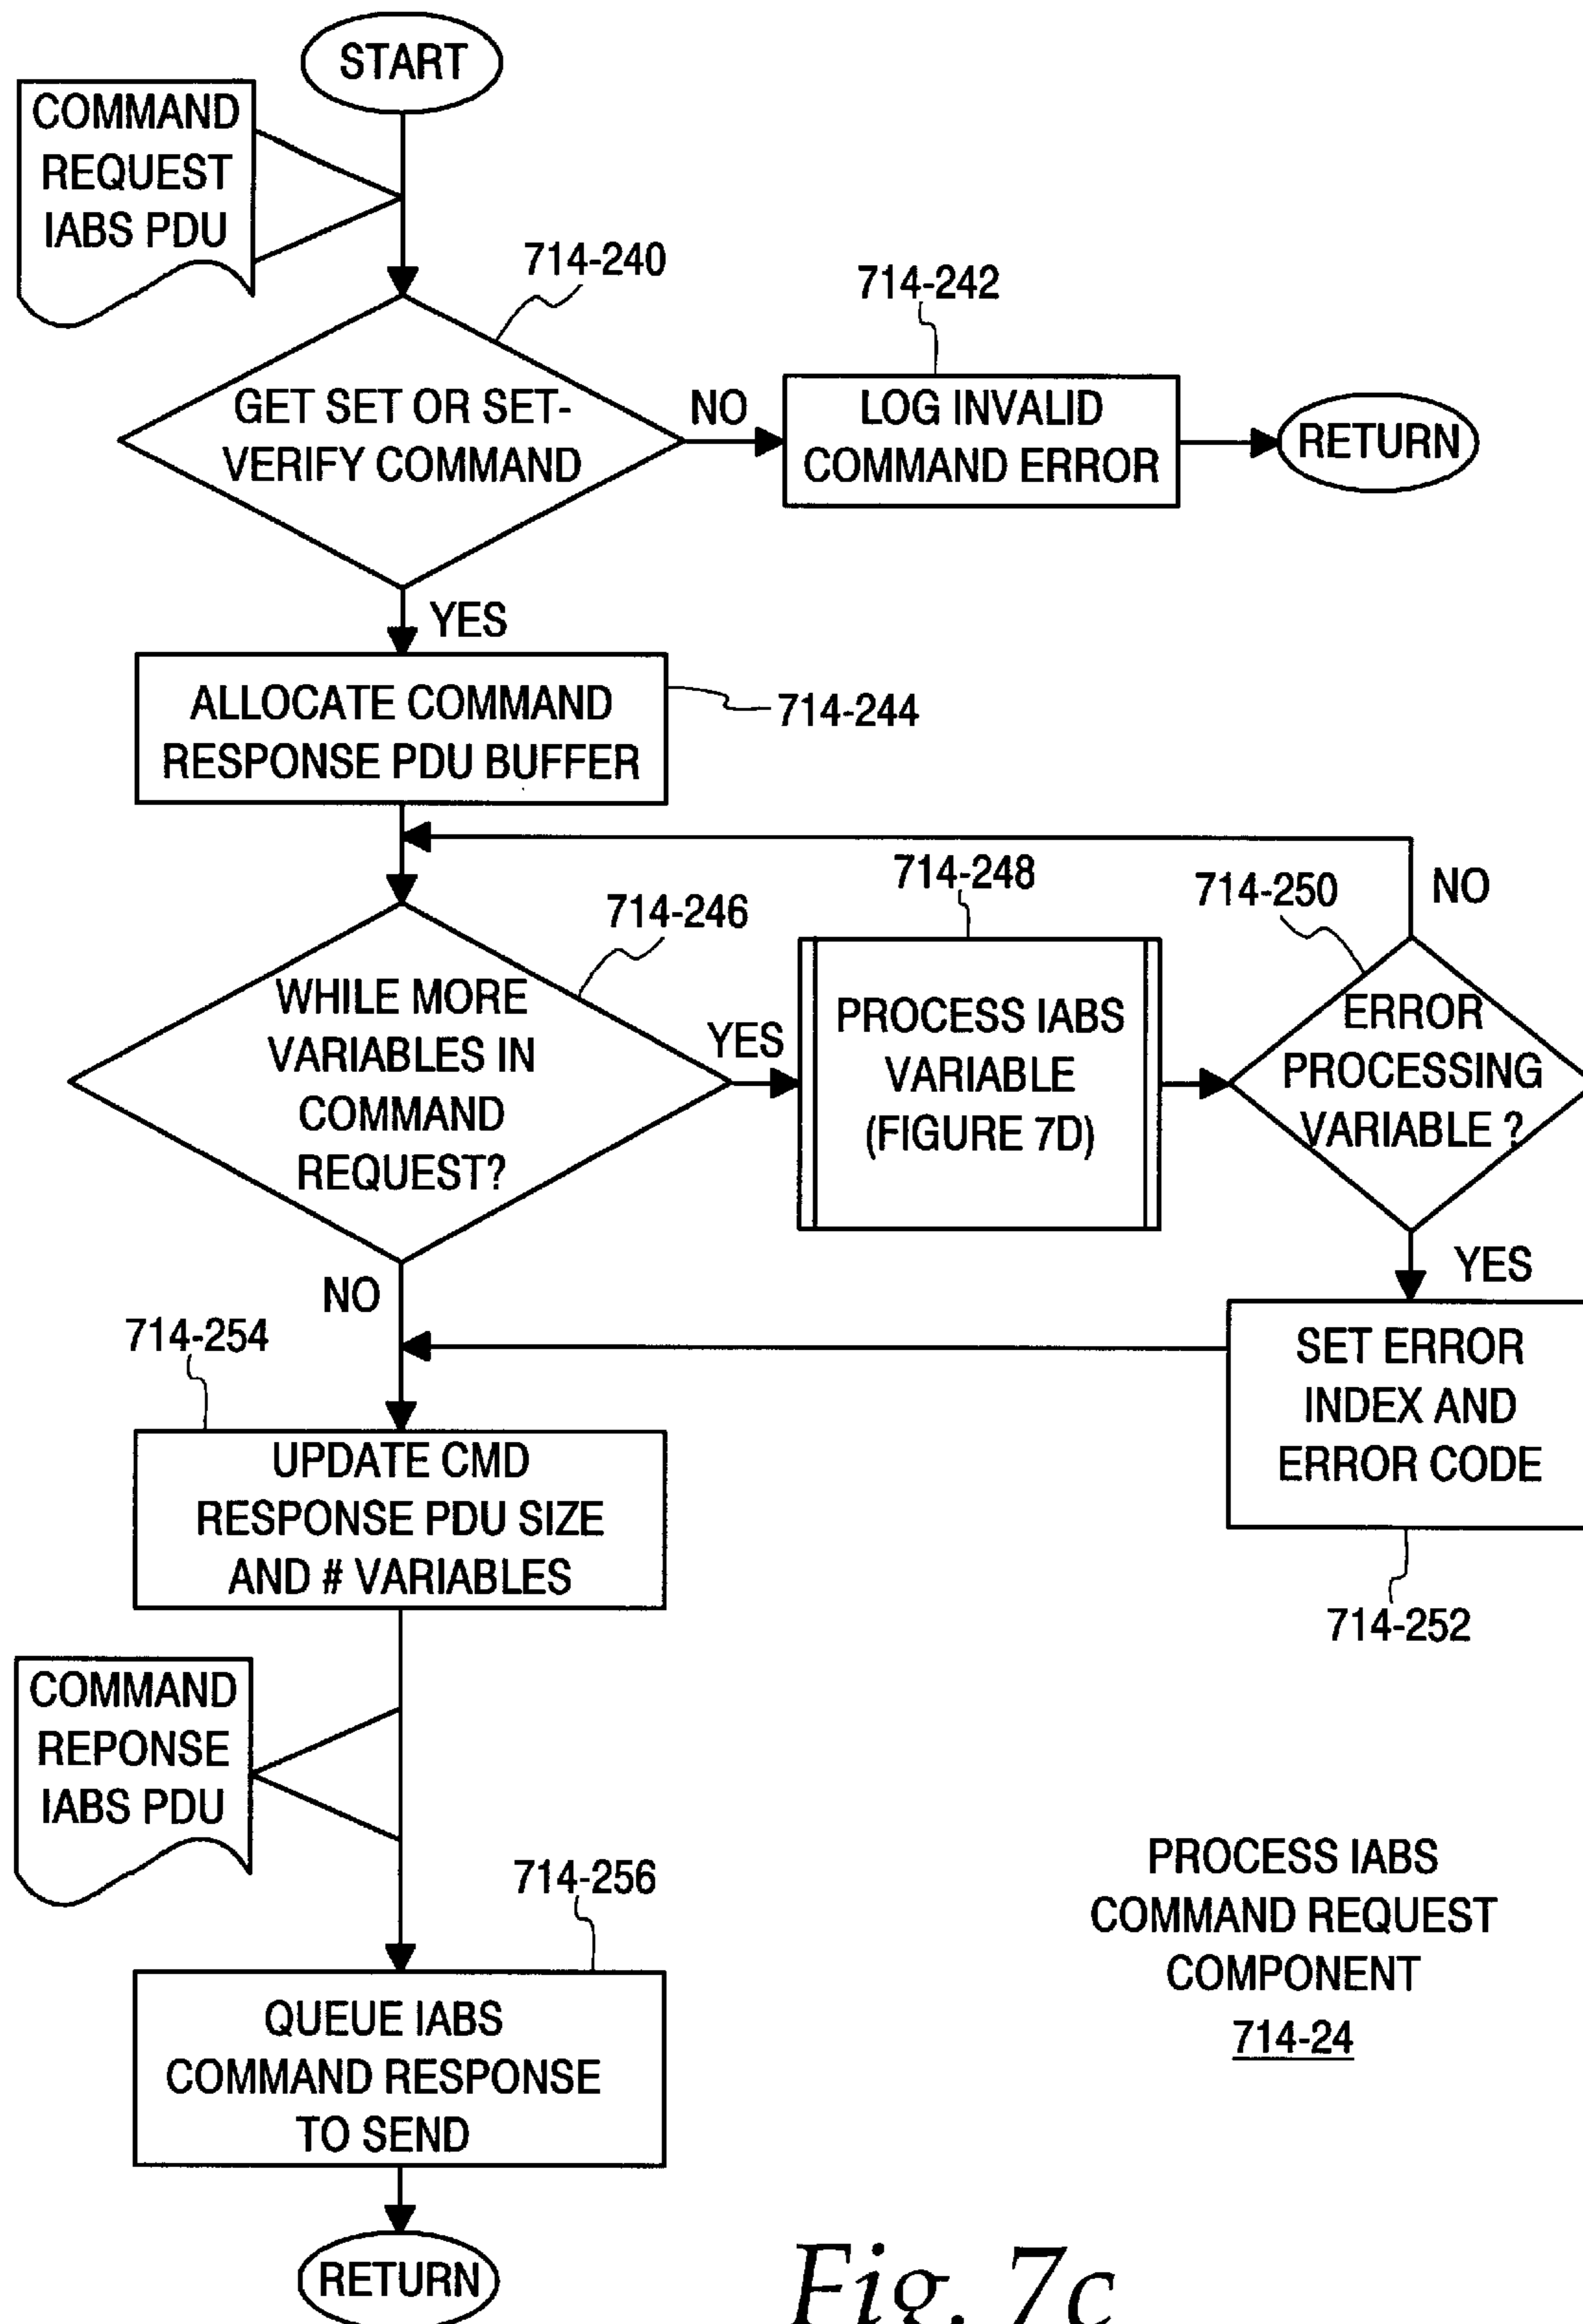 START
COMMAND
REQUEST
IABS PDU
714-240
714-242
GET SET OR SET-
VERIFY COMMAND
NO
LOG INVALID
COMMAND ERROR
RETURN
YES
ALLOCATE COMMAND
RESPONSE PDU BUFFER
714-244
714-246
714-248
714-250
NO
WHILE MORE
VARIABLES IN
COMMAND
REQUEST?
YES
PROCESS IABS
VARIABLE
(FIGURE 7D)
ERROR
PROCESSING
VARIABLE ?
NO
YES
714-254
SET ERROR
INDEX AND
ERROR CODE
714-252
UPDATE CMD
RESPONSE PDU SIZE
AND # VARIABLES
COMMAND
REPONSE
IABS PDU
714-256
QUEUE IABS
COMMAND RESPONSE
TO SEND
RETURN
PROCESS IABS
COMMAND REQUEST
COMPONENT
714-24
Fig. 7c